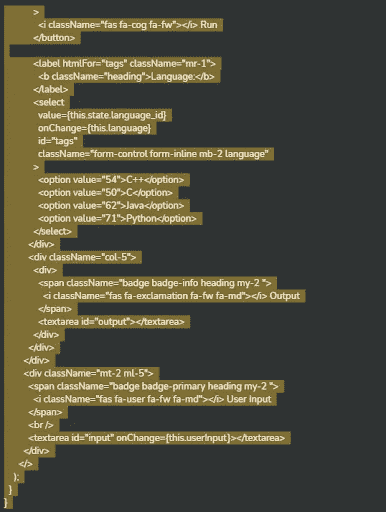 >
<i className="fas fa-cog fa-fw"></i> Run
</button>
<label htmlFor="tags" className="mr-1">
<b className="heading">Language:</b>
</label>
<select
value={this.state.language_id}
onChange={this.language}
id="tags"
className="form-control form-inline mb-2 language"
>
<option value="54">C++</option>
<option value="50">C</option>
<option value="62">Java</option>
<option value="71">Python</option>
</select>
</div>
<div className="col-5">
<div>
<span className="badge badge-info heading my-2 ">
<i className="fas fa-exclamation fa-fw fa-md"></i> Output
</span>
<textarea id="output"></textarea>
</div>
</div>
</div>
<div className="mt-2 ml-5">
<span className="badge badge-primary heading my-2 ">
<i className="fas fa-user fa-fw fa-md"></i> User Input
</span>
<br />
<textarea id="input" onChange={this.userInput}></textarea>
</div>
</>
);
}
}